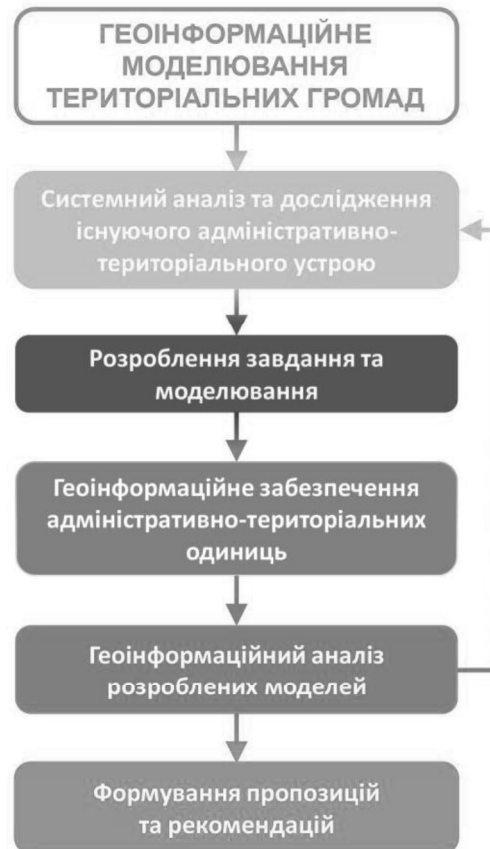 ГЕОІНФОРМАЦІЙНЕ
МОДЕЛЮВАННЯ
ТЕРИТОРІАЛЬНИХ ГРОМАД
Системний аналіз та дослідження
існуючого адміністративно-
територіального устрою
Розроблення завдання та
моделювання
Геоінформаційне забезпечення
адміністративно-територіальних
одиниць
Геоінформаційний аналіз
розроблених моделей
Формування пропозицій
та рекомендацій